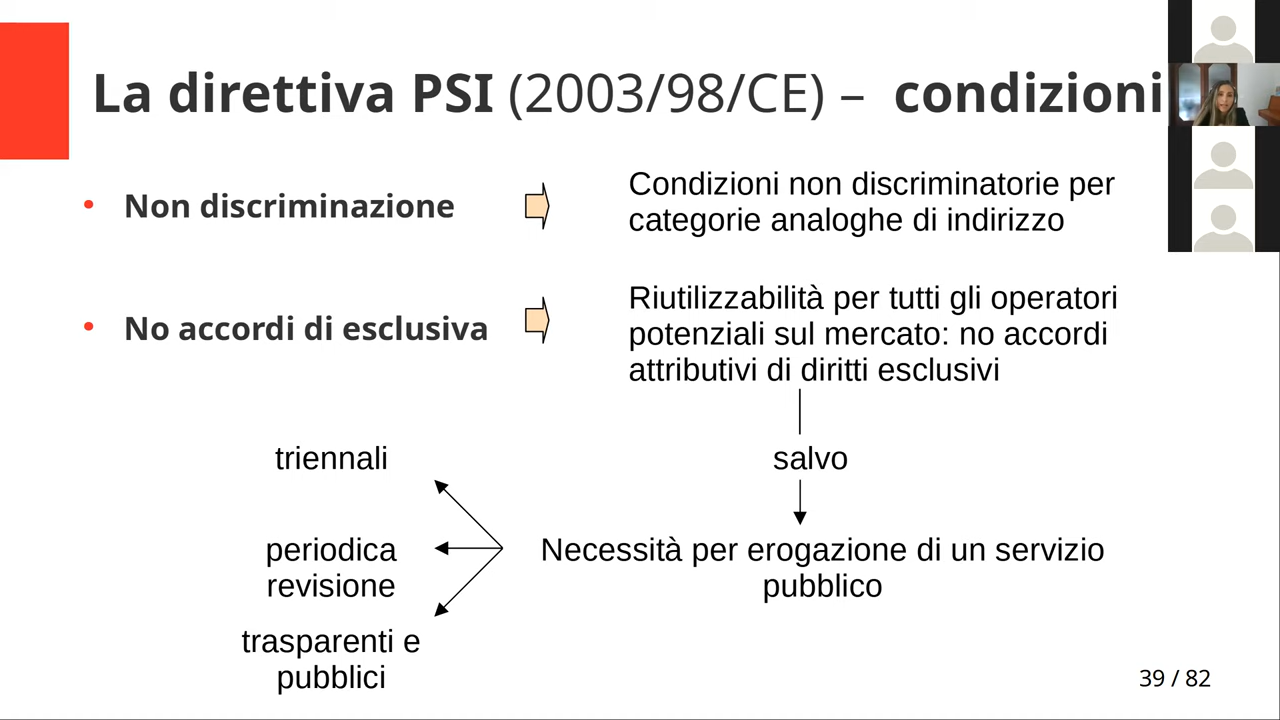 La direttiva PSI (2003/98/CE) – condizioni
Non discriminazione
Condizioni non discriminatorie per
categorie analoghe di indirizzo
No accordi di esclusiva
Riutilizzabilità per tutti gli operatori
potenziali sul mercato: no accordi
attributivi di diritti esclusivi
salvo
Necessità per erogazione di un servizio
pubblico
triennali
periodica
revisione
trasparenti e
pubblici
39 / 82